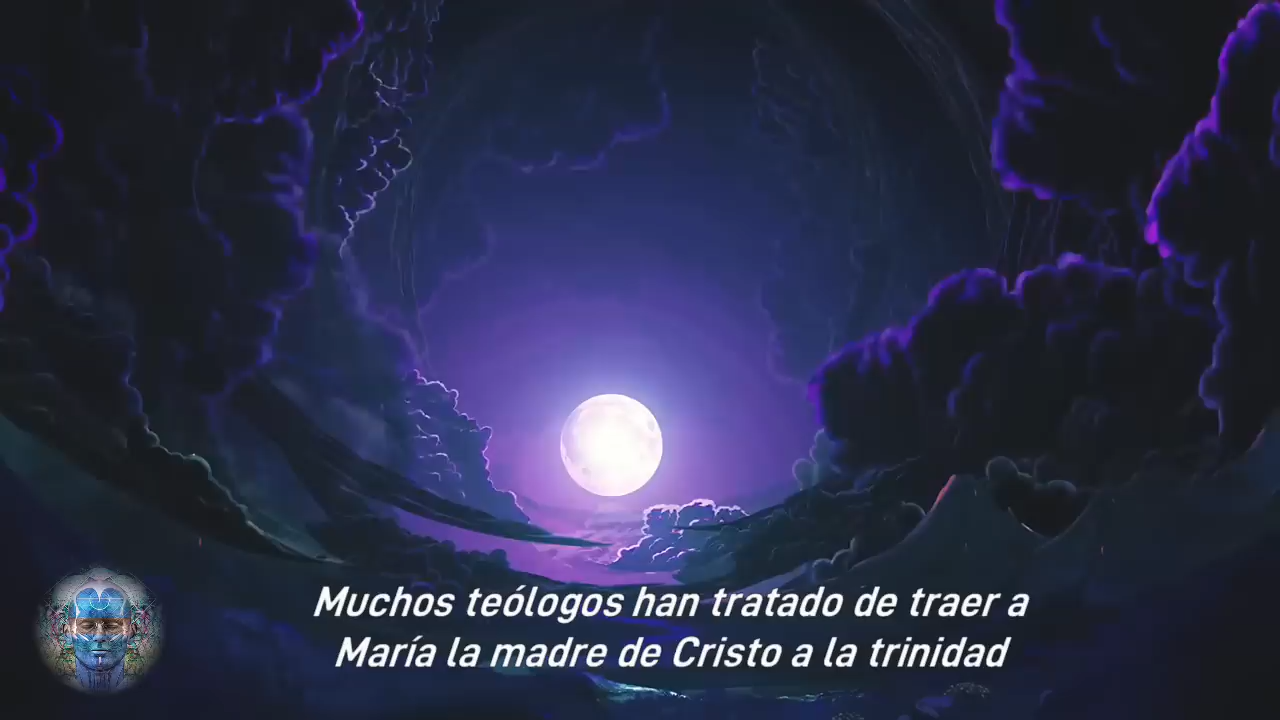 Muchos teólogos han tratado de traer a
María la madre de Cristo a la trinidad